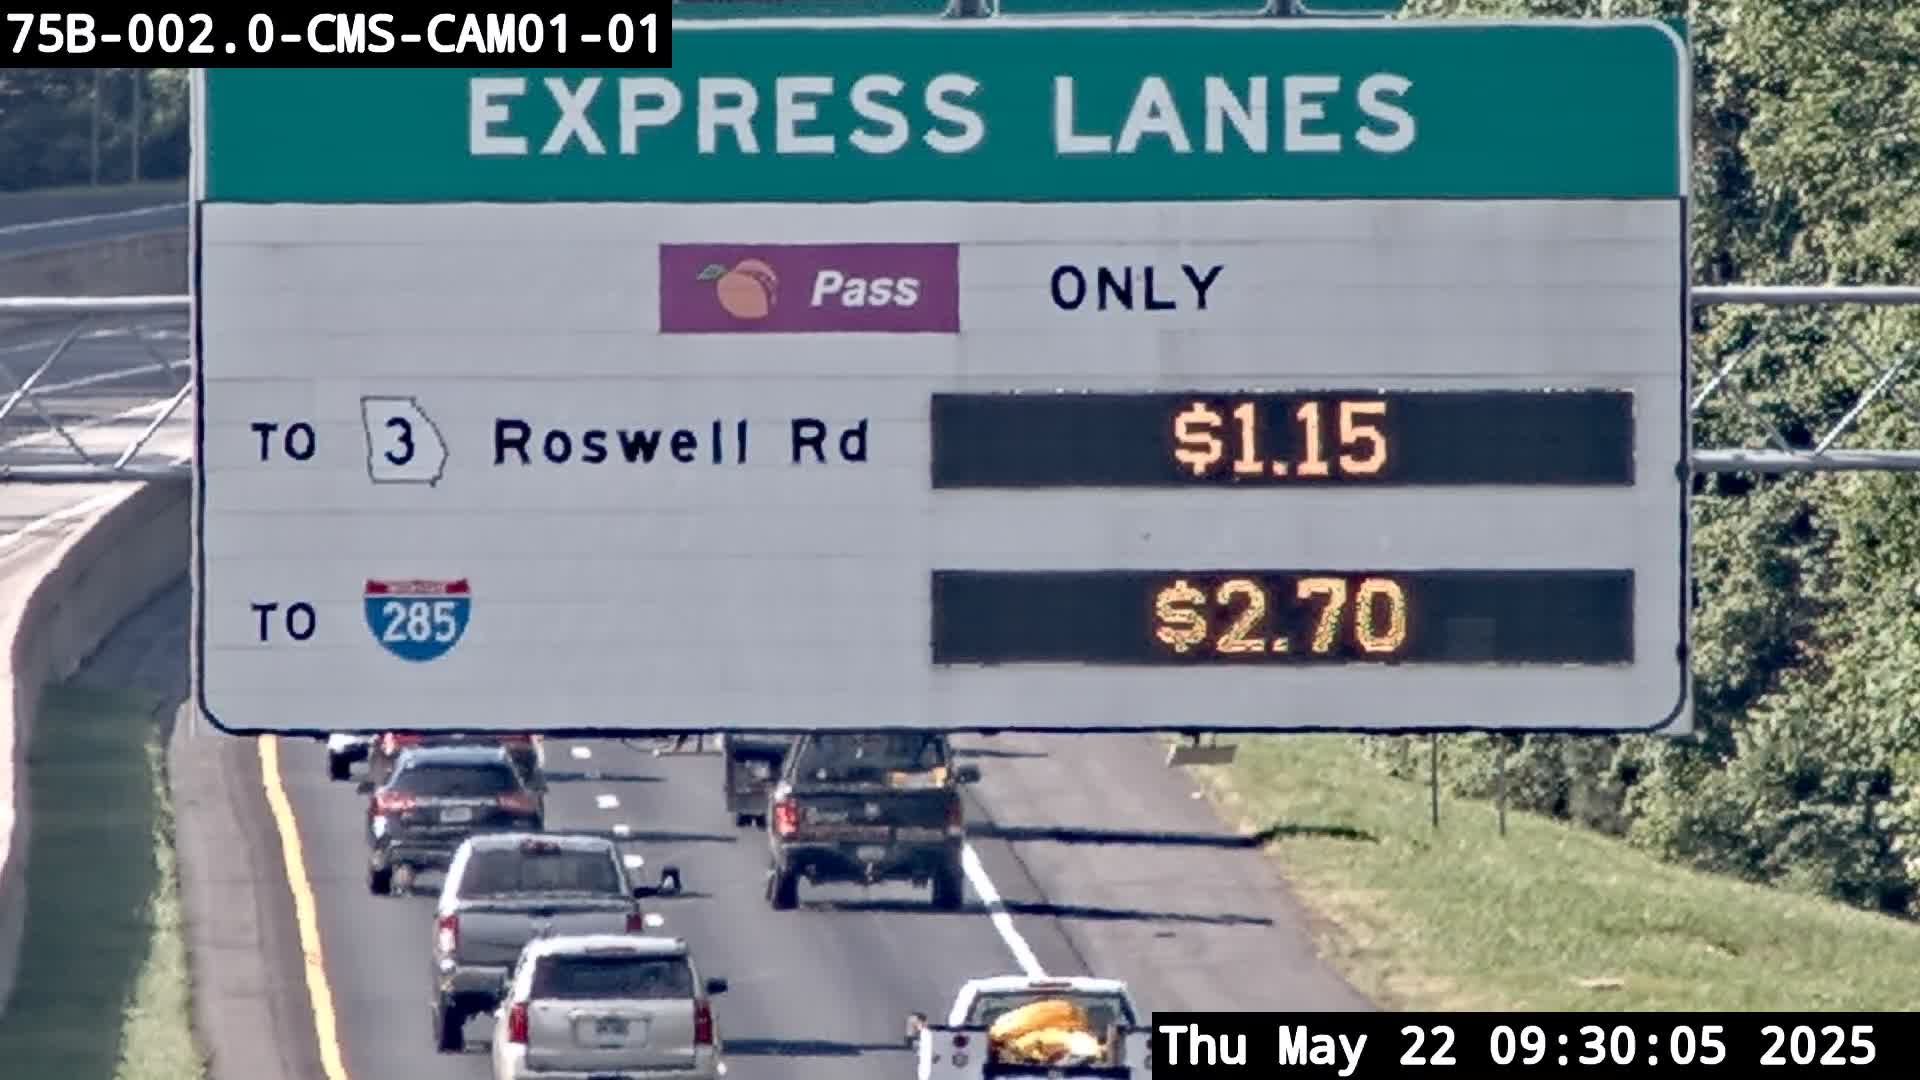 75B-002.0-CMS-CAM01-01
EXPRESS LANES
Pass ONLY
TO 3 Roswell Rd $1.15
TO 285 $2.70
Thu May 22 09:30:05 2025